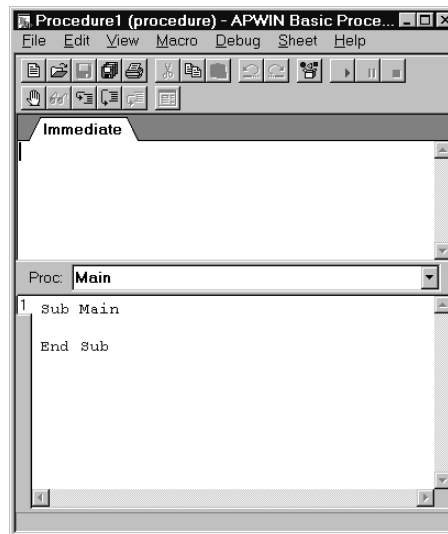 Procedure1 (procedure) - APWIN Basic Proce...
File Edit View Macro Debug Sheet Help
Immediate
Proc: Main
1
Sub Main
End Sub